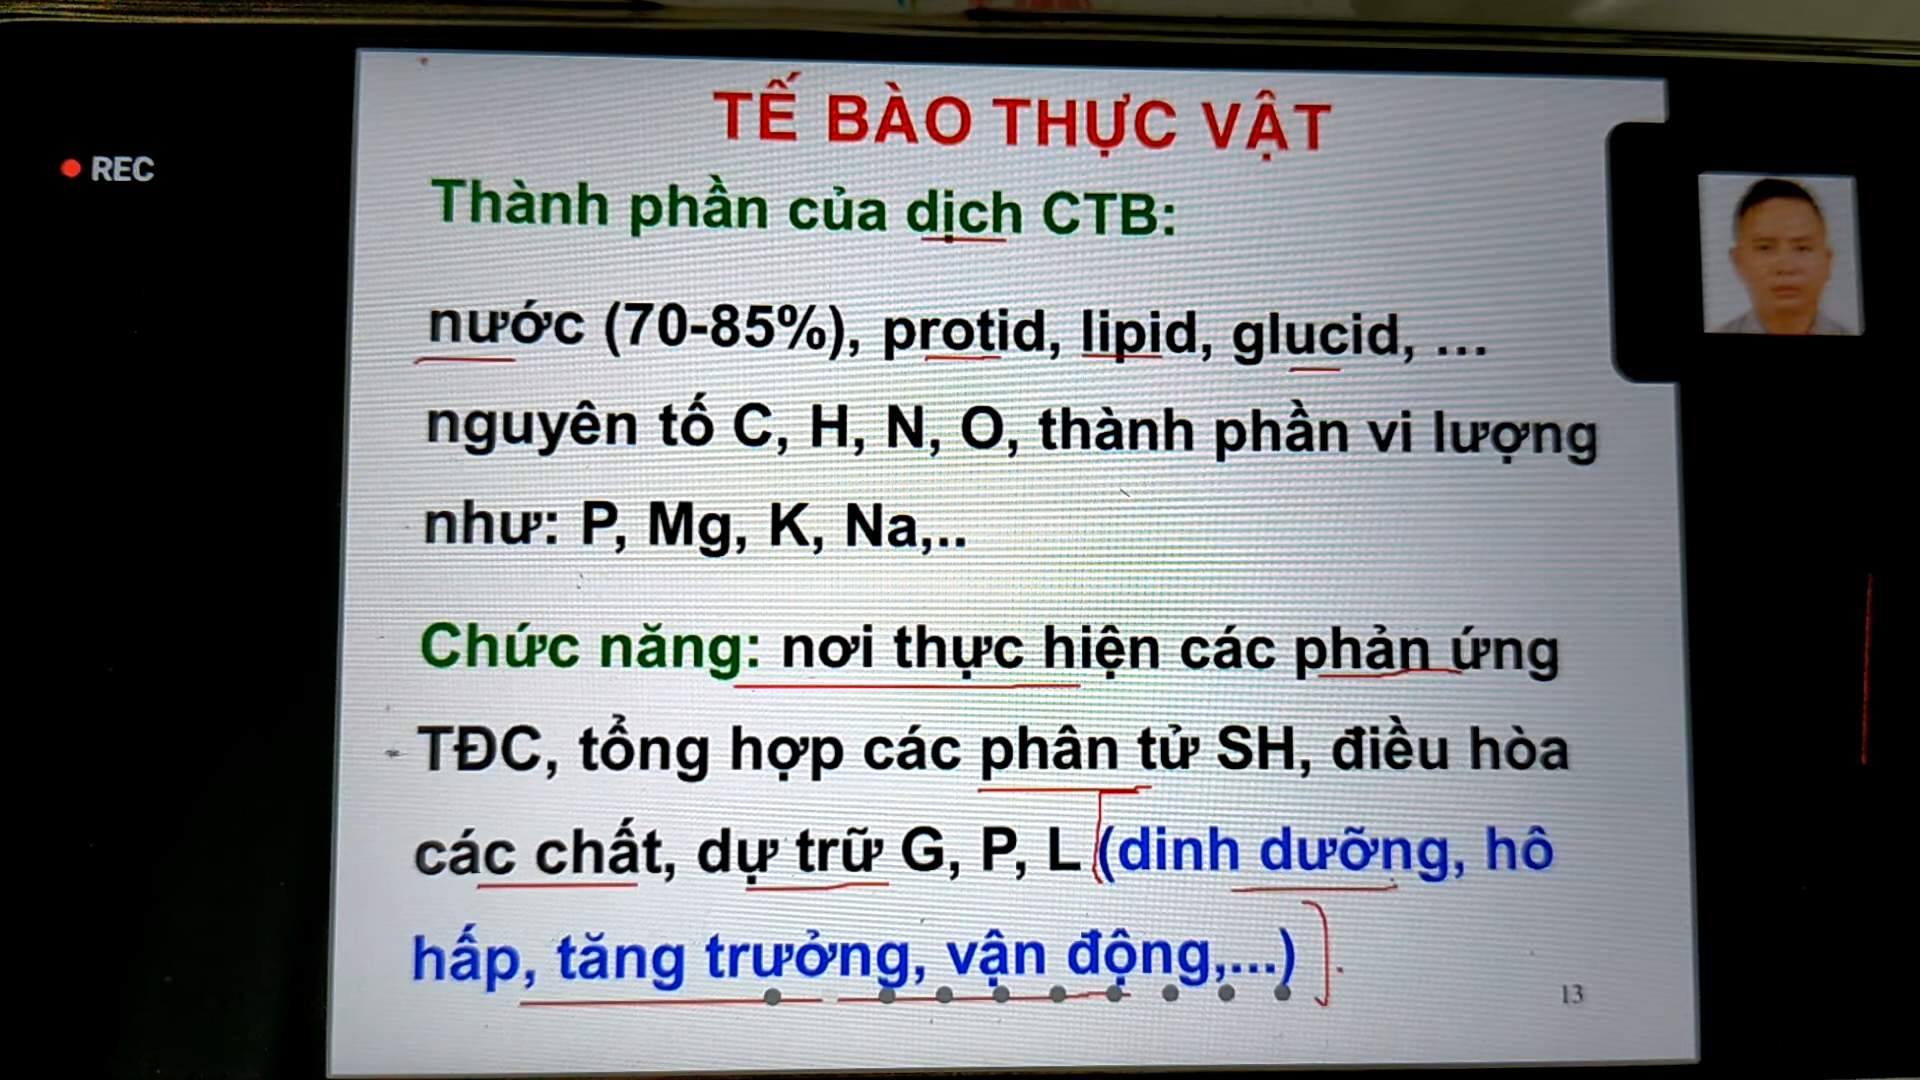 TẾ BÀO THỰC VẬT
REC
Thành phần của dịch CTB:
nước (70-85%), protid, lipid, glucid, ...
nguyên tố C, H, N, O, thành phần vi lượng
như: P, Mg, K, Na,..
Chức năng: nơi thực hiện các phản ứng
TĐC, tổng hợp các phân tử SH, điều hòa
các chất, dự trữ G, P, L (dinh dưỡng, hô
hấp, tăng trưởng, vận động,...)
13